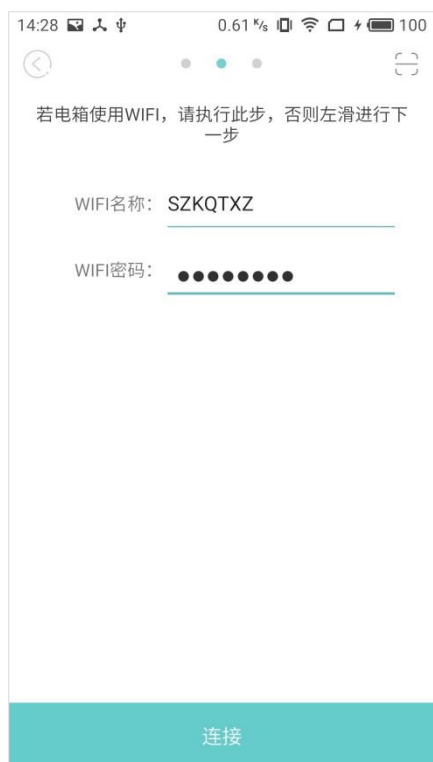 14:28 0.61 K/s 100
若电箱使用WIFI，请执行此步，否则左滑进行下
一步
WIFI名称： SZKQTXZ
WIFI密码： ●●●●●●●●
连接